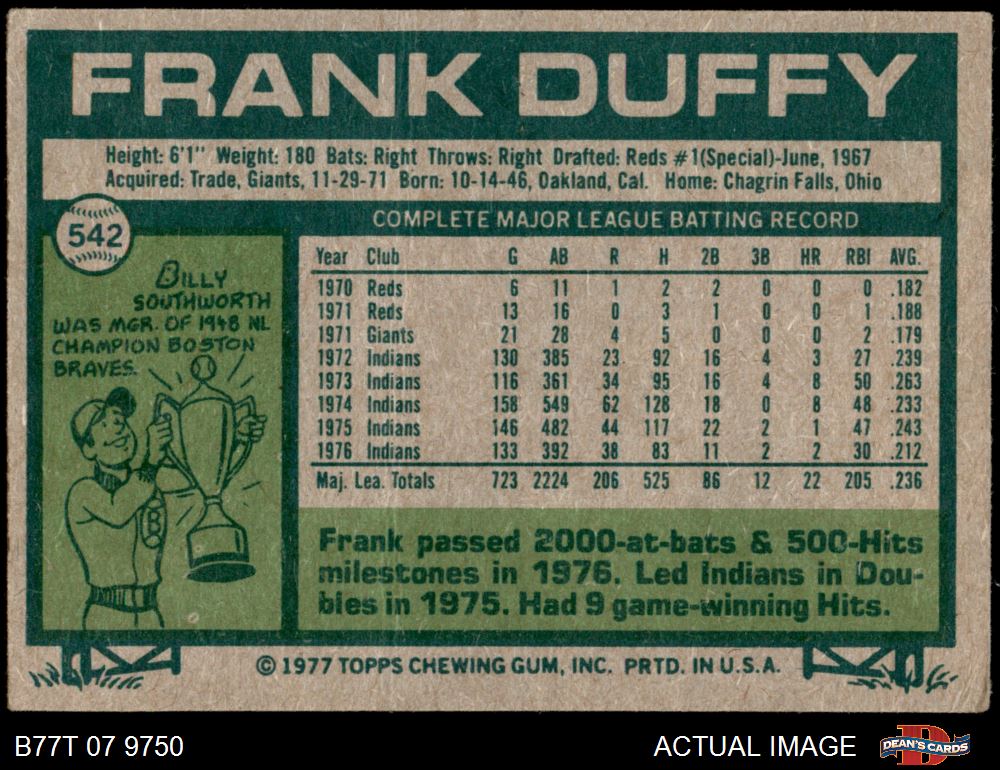 FRANK DUFFY
Height: 6'1" Weight: 180 Bats: Right Throws: Right Drafted: Reds #1(Special)-June, 1967
Acquired: Trade, Giants, 11-29-71 Born: 10-14-46, Oakland, Cal. Home: Chagrin Falls, Ohio
542
BILLY
SOUTHWORTH
WAS MGR. OF 1948 NL
CHAMPION BOSTON
BRAVES.
B
COMPLETE MAJOR LEAGUE BATTING RECORD
Year Club G AB R H 2B 3B HR RBI AVG.
1970 Reds 6 11 1 2 2 0 0 0 .182
1971 Reds 13 16 0 3 1 0 0 1 .188
1971 Giants 21 28 4 5 0 0 0 2 .179
1972 Indians 130 385 23 92 16 4 3 27 .239
1973 Indians 116 361 34 95 16 4 8 50 .263
1974 Indians 158 549 62 128 18 0 8 48 .233
1975 Indians 146 482 44 117 22 2 1 47 .243
1976 Indians 133 392 38 83 11 2 2 30 .212
Maj. Lea. Totals 723 2224 206 525 86 12 22 205 .236
Frank passed 2000-at-bats & 500-Hits
milestones in 1976. Led Indians in Dou-
bles in 1975. Had 9 game-winning Hits.
© 1977 TOPPS CHEWING GUM, INC. PRTD. IN U.S.A.
B77T 07 9750
ACTUAL IMAGE
D
DEAN'S CARDS